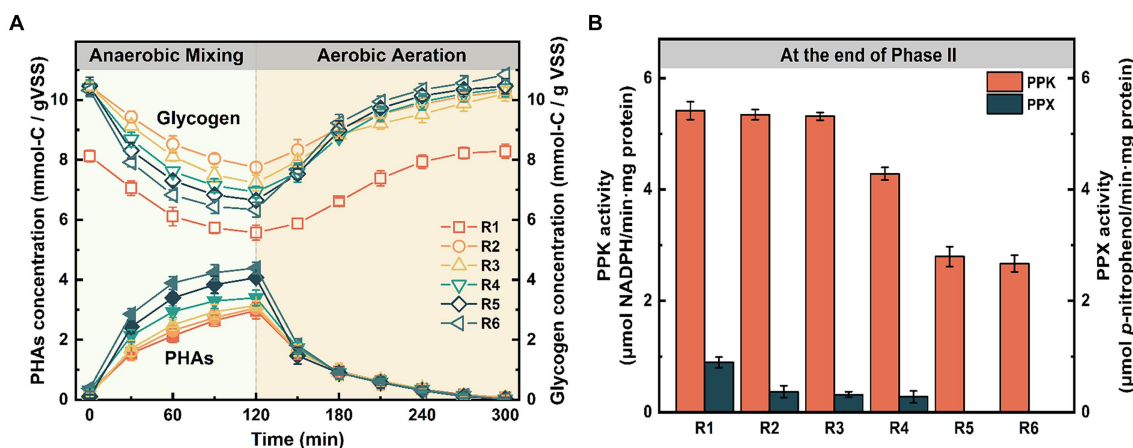 A
Anaerobic Mixing
Aerobic Aeration
PHAs concentration (mmol-C / gVSS)
10
8
6
4
2
0
Glycogen
PHAs
R1
R2
R3
R4
R5
R6
10
8
6
4
2
0
Glycogen concentration (mmol-C / g VSS)
0
60
120
180
240
300
Time (min)
B
At the end of Phase II
PPK activity
(μmol NADPH/min·mg protein)
6
4
2
0
PPK
PPX
6
4
2
0
PPX activity
(μmol p-nitrophenol/min·mg protein)
R1
R2
R3
R4
R5
R6